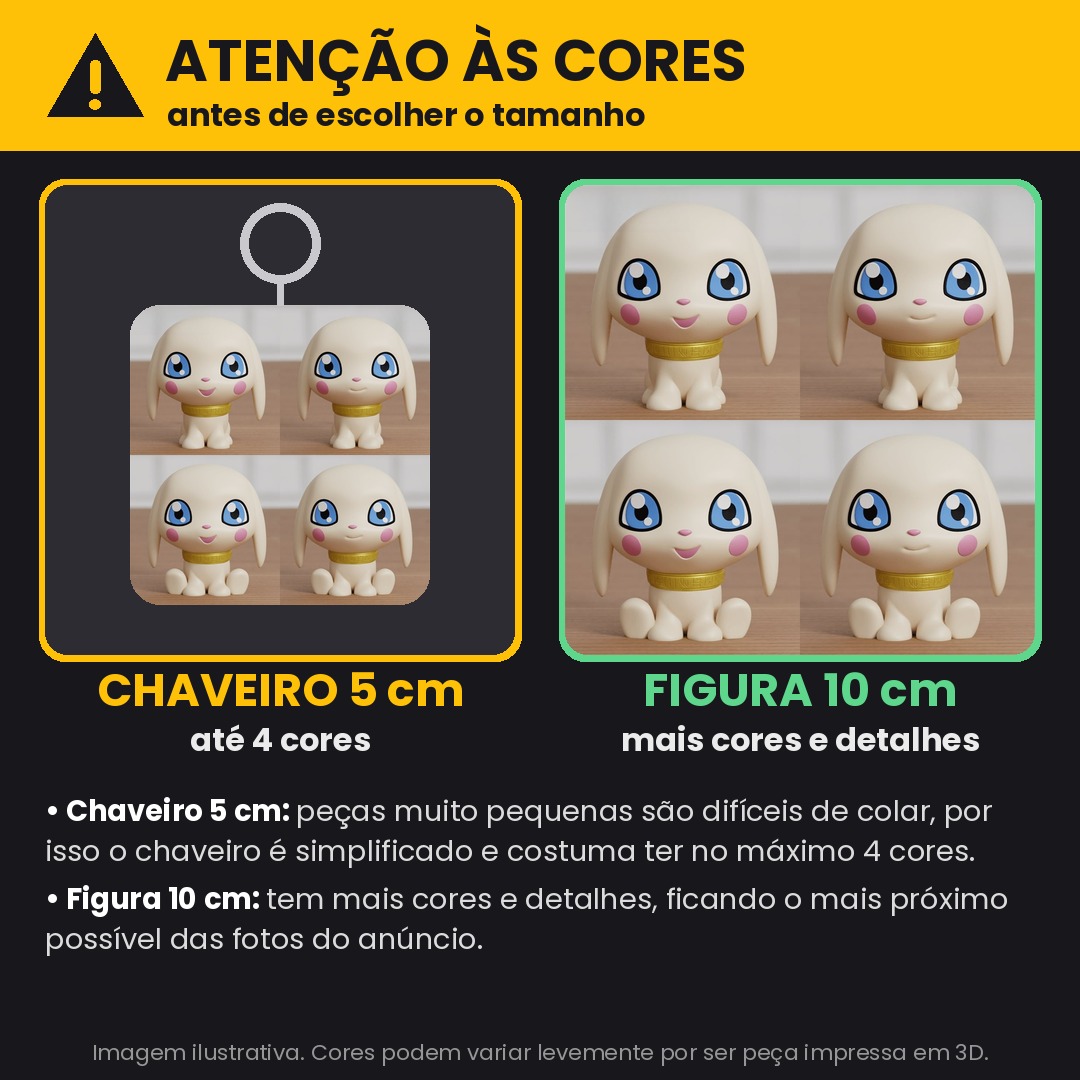 ATENÇÃO ÀS CORES
antes de escolher o tamanho
CHAVEIRO 5 cm
até 4 cores
FIGURA 10 cm
mais cores e detalhes
• Chaveiro 5 cm: peças muito pequenas são difíceis de colar, por
isso o chaveiro é simplificado e costuma ter no máximo 4 cores.
• Figura 10 cm: tem mais cores e detalhes, ficando o mais próximo
possível das fotos do anúncio.
Imagem ilustrativa. Cores podem variar levemente por ser peça impressa em 3D.